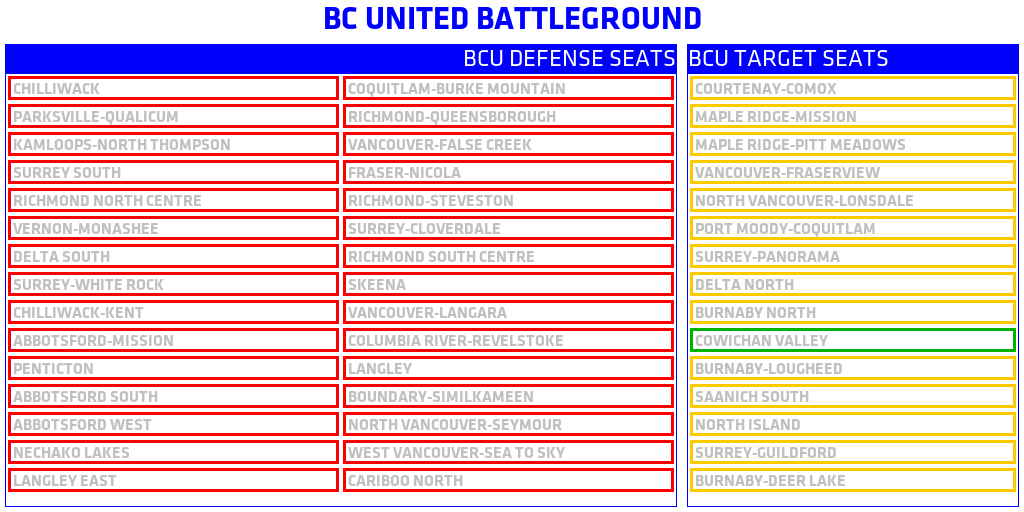 BC UNITED BATTLEGROUND
BCU DEFENSE SEATS
CHILLIWACK
PARKSVILLE-QUALICUM
KAMLOOPS-NORTH THOMPSON
SURREY SOUTH
RICHMOND NORTH CENTRE
VERNON-MONASHEE
DELTA SOUTH
SURREY-WHITE ROCK
CHILLIWACK-KENT
ABBOTSFORD-MISSION
PENTICTON
ABBOTSFORD SOUTH
ABBOTSFORD WEST
NECHAKO LAKES
LANGLEY EAST
COQUITLAM-BURKE MOUNTAIN
RICHMOND-QUEENSBOROUGH
VANCOUVER-FALSE CREEK
FRASER-NICOLA
RICHMOND-STEVESTON
SURREY-CLOVERDALE
RICHMOND SOUTH CENTRE
SKEENA
VANCOUVER-LANGARA
COLUMBIA RIVER-REVELSTOKE
LANGLEY
BOUNDARY-SIMILKAMEEN
NORTH VANCOUVER-SEYMOUR
WEST VANCOUVER-SEA TO SKY
CARIBOO NORTH
BCU TARGET SEATS
COURTENAY-COMOX
MAPLE RIDGE-MISSION
MAPLE RIDGE-PITT MEADOWS
VANCOUVER-FRASERVIEW
NORTH VANCOUVER-LONSDALE
PORT MOODY-COQUITLAM
SURREY-PANORAMA
DELTA NORTH
BURNABY NORTH
COWICHAN VALLEY
BURNABY-LOUGHEED
SAANICH SOUTH
NORTH ISLAND
SURREY-GUILDFORD
BURNABY-DEER LAKE